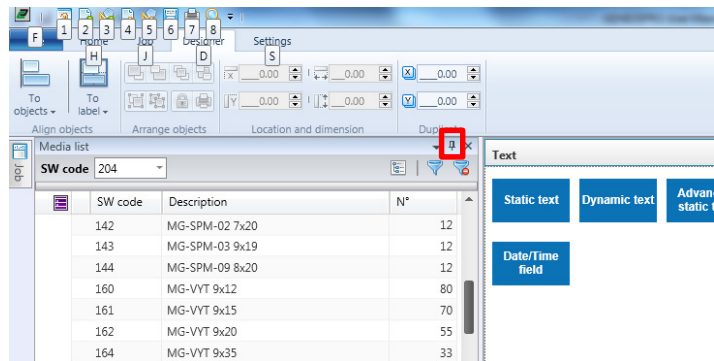 1 2 3 4 5 6 7 8
F Home Job Designer Settings
H J D S
0.00 0.00 X 0.00
To objects To label Y 0.00 0.00 Y 0.00
Align objects Arrange objects Location and dimension Duplicate
Job
Media list
SW code 204
SW code Description N°
142 MG-SPM-02 7x20 12
143 MG-SPM-03 9x19 12
144 MG-SPM-09 8x20 12
160 MG-VYT 9x12 80
161 MG-VYT 9x15 70
162 MG-VYT 9x20 55
164 MG-VYT 9x35 33
Text
Static text Dynamic text Advan
static t
Date/Time
field